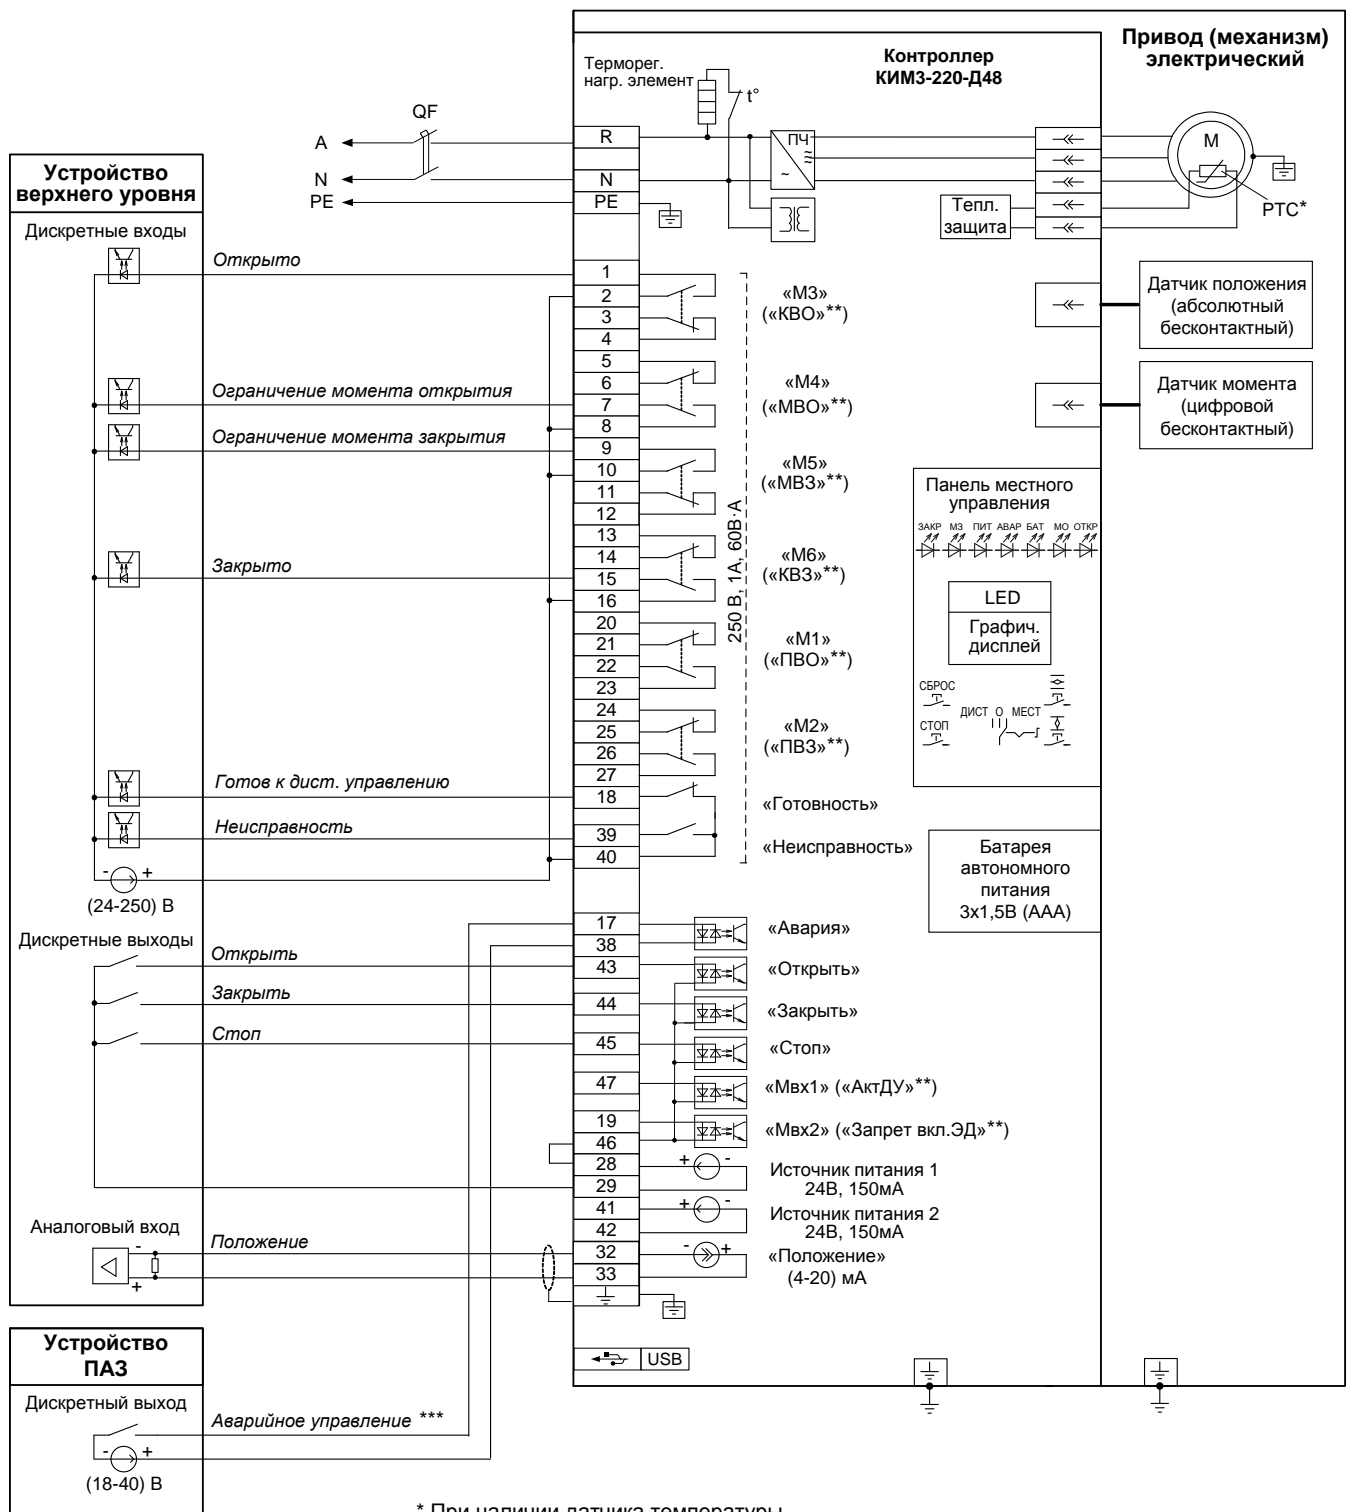 Привод (механизм)
электрический
Контроллер
КИМ3-220-Д48
Терморег.
нагр. элемент
t°
QF
A
N
PE
R
N
PE
ПЧ
~
M
PTC*
Тепл.
защита
Устройство
верхнего уровня
Дискретные входы
Открыто
Ограничение момента открытия
Ограничение момента закрытия
Закрыто
Готов к дист. управлению
Неисправность
- +
(24-250) В
Дискретные выходы
Открыть
Закрыть
Стоп
Аналоговый вход
Положение
-
+
1
2
3
4
5
6
7
8
9
10
11
12
13
14
15
16
20
21
22
23
24
25
26
27
18
39
40
17
38
43
44
45
47
19
46
28
29
41
42
32
33
250 В, 1А, 60В·А
«М3»
(«КВО»**)
«М4»
(«МВО»**)
«М5»
(«МВЗ»**)
«М6»
(«КВЗ»**)
«М1»
(«ПВО»**)
«М2»
(«ПВЗ»**)
«Готовность»
«Неисправность»
«Авария»
«Открыть»
«Закрыть»
«Стоп»
«Мвх1» («АктДУ»**)
«Мвх2» («Запрет вкл.ЭД»**)
+ -
Источник питания 1
24В, 150мА
+ -
Источник питания 2
24В, 150мА
- +
«Положение»
(4-20) мА
USB
Датчик положения
(абсолютный
бесконтактный)
Датчик момента
(цифровой
бесконтактный)
Панель местного
управления
ЗАКР МЗ ПИТ АВАР БАТ МО ОТКР
LED
Графич.
дисплей
СБРОС
СТОП
ДИСТ О МЕСТ
Батарея
автономного
питания
3х1,5В (ААА)
Устройство
ПАЗ
Дискретный выход
Аварийное управление ***
- +
(18-40) В
* При наличии датчика температуры